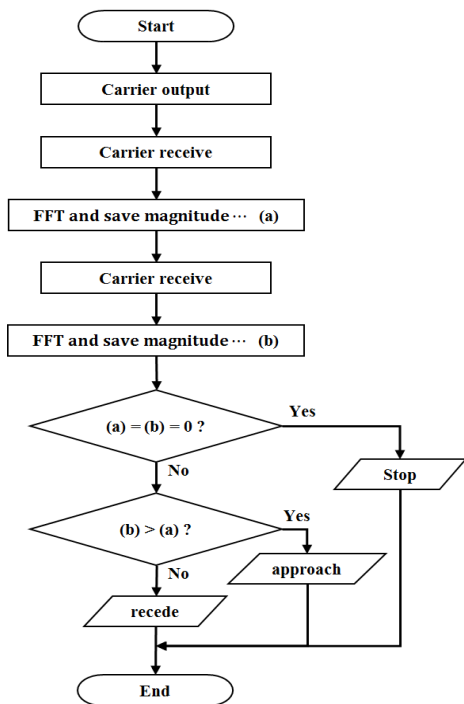 Start
Carrier output
Carrier receive
FFT and save magnitude ··· (a)
Carrier receive
FFT and save magnitude ··· (b)
(a) = (b) = 0 ?
Yes
No
Stop
(b) > (a) ?
Yes
No
approach
recede
End